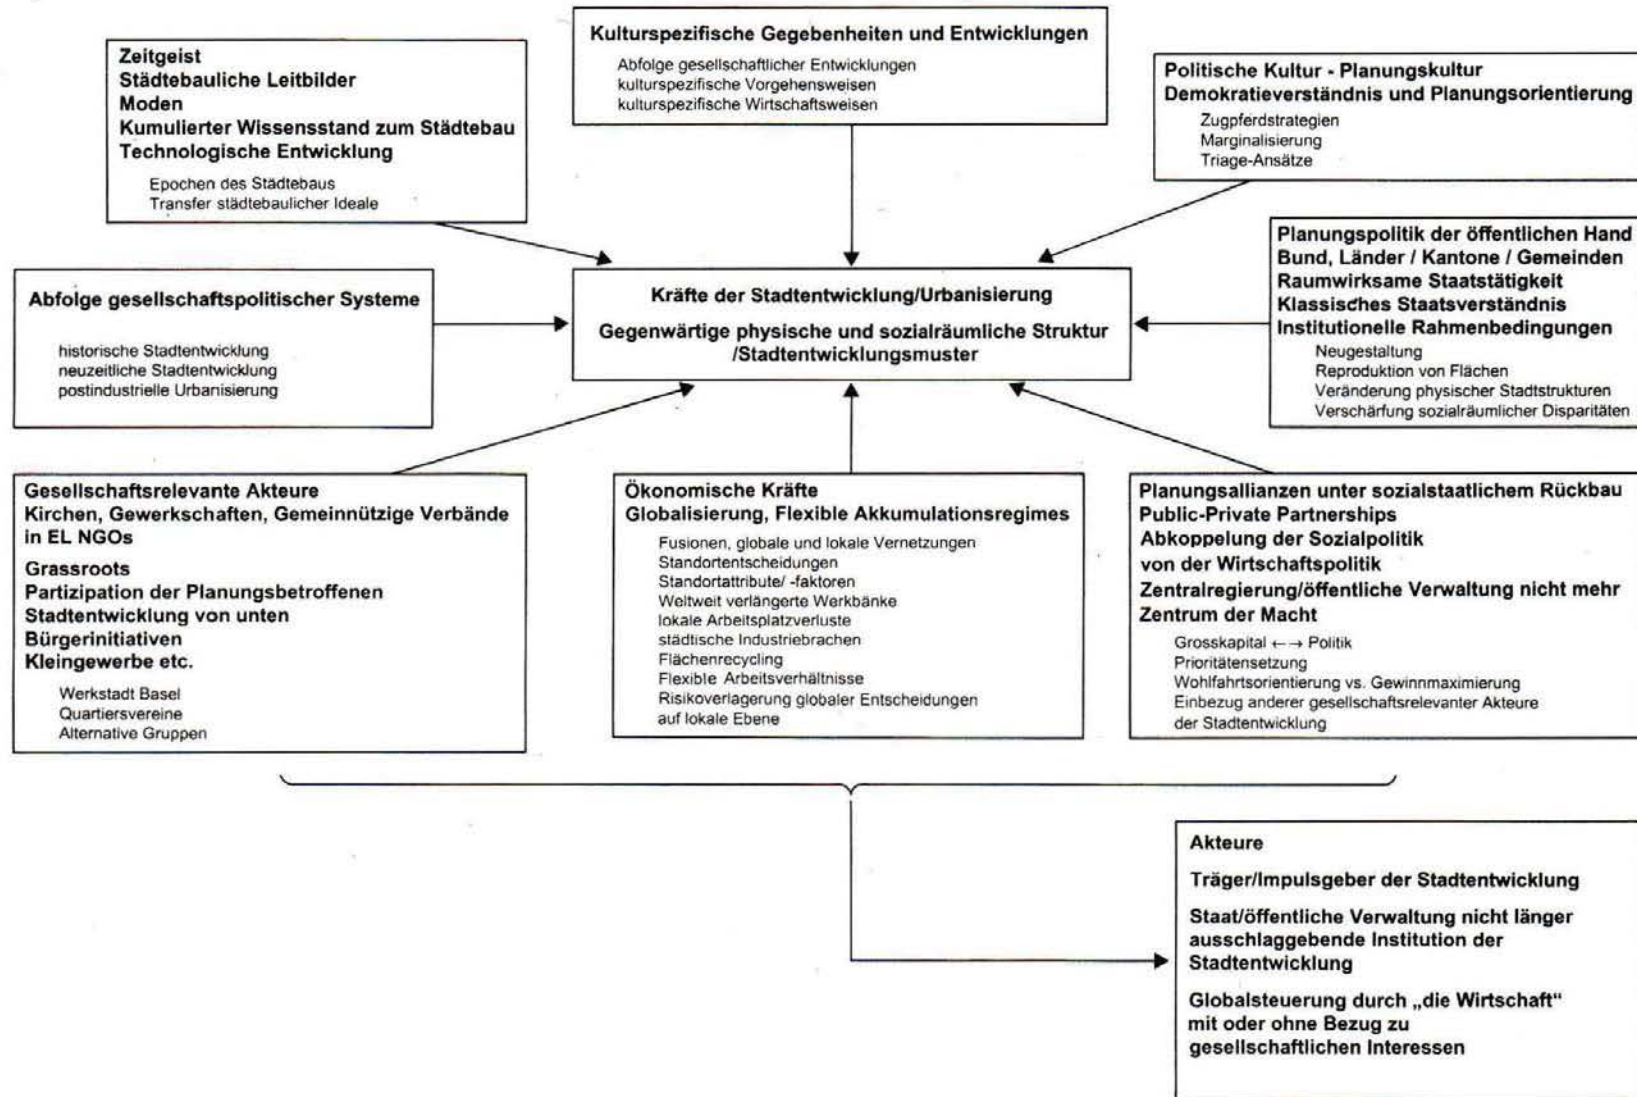 Zeitgeist
Städtebauliche Leitbilder
Moden
Kumulierter Wissensstand zum Städtebau
Technologische Entwicklung
Epochen des Städtebaus
Transfer städtebaulicher Ideale
Kulturspezifische Gegebenheiten und Entwicklungen
Abfolge gesellschaftlicher Entwicklungen
kulturspezifische Vorgehensweisen
kulturspezifische Wirtschaftsweisen
Politische Kultur - Planungskultur
Demokratieverständnis und Planungsorientierung
Zugpferdstrategien
Marginalisierung
Triage-Ansätze
Abfolge gesellschaftspolitischer Systeme
historische Stadtentwicklung
neuzeitliche Stadtentwicklung
postindustrielle Urbanisierung
Kräfte der Stadtentwicklung/Urbanisierung
Gegenwärtige physische und sozialräumliche Struktur
/Stadtentwicklungsmuster
Planungspolitik der öffentlichen Hand
Bund, Länder / Kantone / Gemeinden
Raumwirksame Staatstätigkeit
Klassisches Staatsverständnis
Institutionelle Rahmenbedingungen
Neugestaltung
Reproduktion von Flächen
Veränderung physischer Stadtstrukturen
Verschärfung sozialräumlicher Disparitäten
Gesellschaftsrelevante Akteure
Kirchen, Gewerkschaften, Gemeinnützige Verbände
in EL NGOs
Grassroots
Partizipation der Planungsbetroffenen
Stadtentwicklung von unten
Bürgerinitiativen
Kleingewerbe etc.
Werkstadt Basel
Quartiersvereine
Alternative Gruppen
Ökonomische Kräfte
Globalisierung, Flexible Akkumulationsregimes
Fusionen, globale und lokale Vernetzungen
Standortentscheidungen
Standortattribute/ -faktoren
Weltweit verlängerte Werkbänke
lokale Arbeitsplatzverluste
städtische Industriebrachen
Flächenrecycling
Flexible Arbeitsverhältnisse
Risikoverlagerung globaler Entscheidungen
auf lokale Ebene
Planungsallianzen unter sozialstaatlichem Rückbau
Public-Private Partnerships
Abkoppelung der Sozialpolitik
von der Wirtschaftspolitik
Zentralregierung/öffentliche Verwaltung nicht mehr
Zentrum der Macht
Grosskapital ←→ Politik
Prioritätensetzung
Wohlfahrtsorientierung vs. Gewinnmaximierung
Einbezug anderer gesellschaftsrelevanter Akteure
der Stadtentwicklung
Akteure
Träger/Impulsgeber der Stadtentwicklung
Staat/öffentliche Verwaltung nicht länger
ausschlaggebende Institution der
Stadtentwicklung
Globalsteuerung durch „die Wirtschaft“
mit oder ohne Bezug zu
gesellschaftlichen Interessen